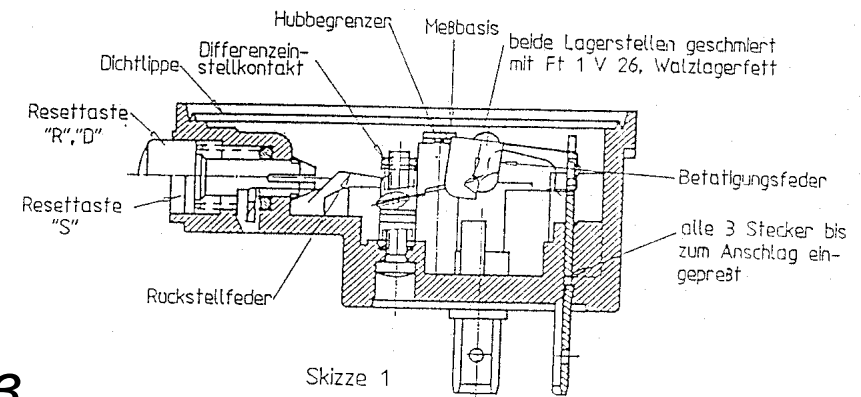 Hubbegrenzer
Meßbasis
Differenzein-
stellkontakt
beide Lagerstellen geschmiert
mit Ft 1 V 26, Walzlagerfett
Dichtlippe
Resettaste
"R","D"
Betatigungsfeder
Resettaste
"S"
alle 3 Stecker bis
zum Anschlag ein-
gepreßt
Ruckstellfeder
Skizze 1